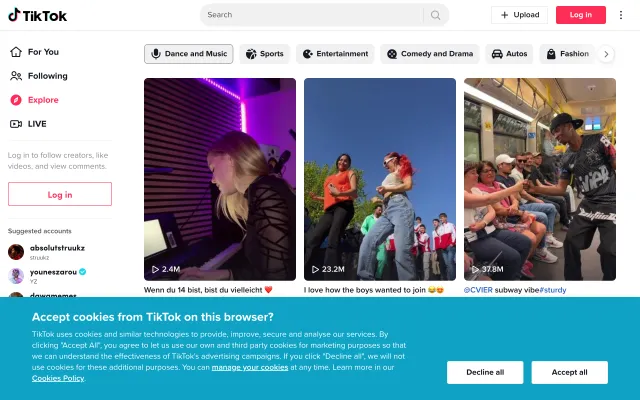 TikTok
Search
Upload
Log in
For You
Following
Explore
LIVE
Log in to follow creators, like
videos, and view comments.
Log in
Suggested accounts
absolutstruukz
struukz
youneszarou
YZ
dawgmemes
Dance and Music
Sports
Entertainment
Comedy and Drama
Autos
Fashion
2.4M
23.2M
37.8M
Wenn du 14 bist, bist du vielleicht ❤️
I love how the boys wanted to join 😂😍
@CVIER subway vibe#sturdy
Accept cookies from TikTok on this browser?
TikTok uses cookies and similar technologies to provide, improve, secure and analyse our services. By
clicking "Accept All", you agree to let us use our own and third party cookies for marketing purposes so that
we can understand the effectiveness of TikTok's advertising campaigns. If you click "Decline all", we will not
use cookies for these additional purposes. You can manage your cookies at any time. Learn more in our
Cookies Policy.
Decline all
Accept all